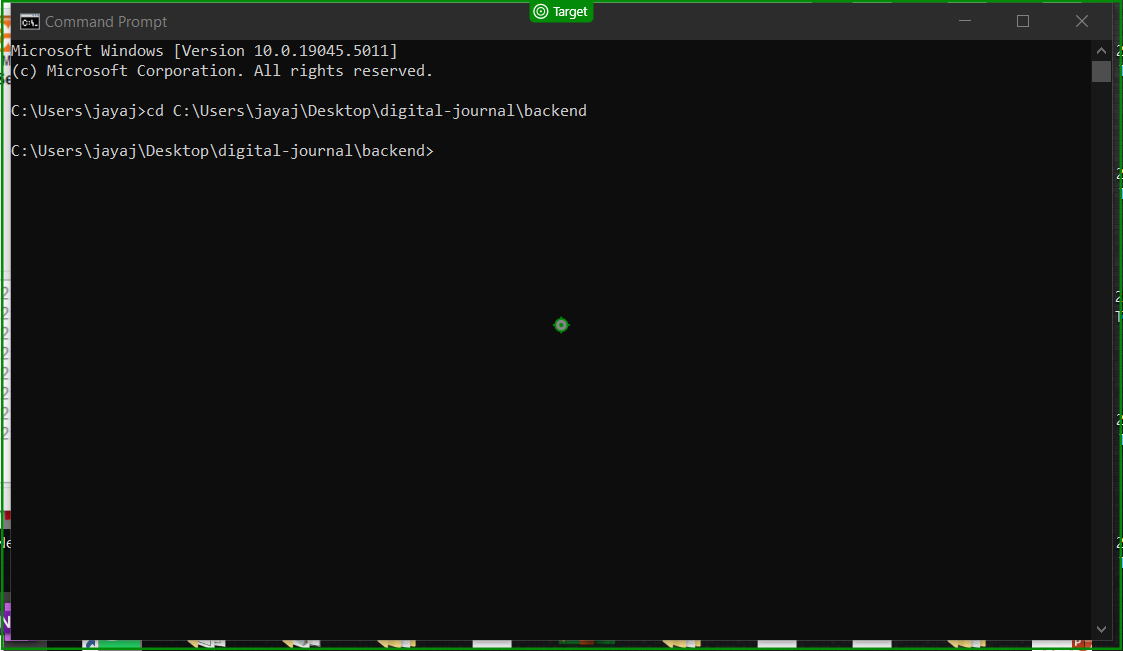 Target
Command Prompt
Microsoft Windows [Version 10.0.19045.5011]
(c) Microsoft Corporation. All rights reserved.
C:\Users\jayaj>cd C:\Users\jayaj\Desktop\digital-journal\backend
C:\Users\jayaj\Desktop\digital-journal\backend>